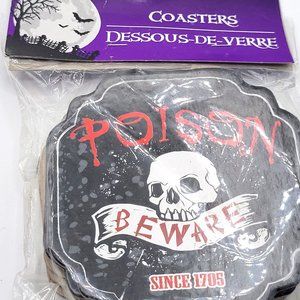 COASTERS
DESSOUS-DE-VERRE
POISON
BEWARE
SINCE 1705